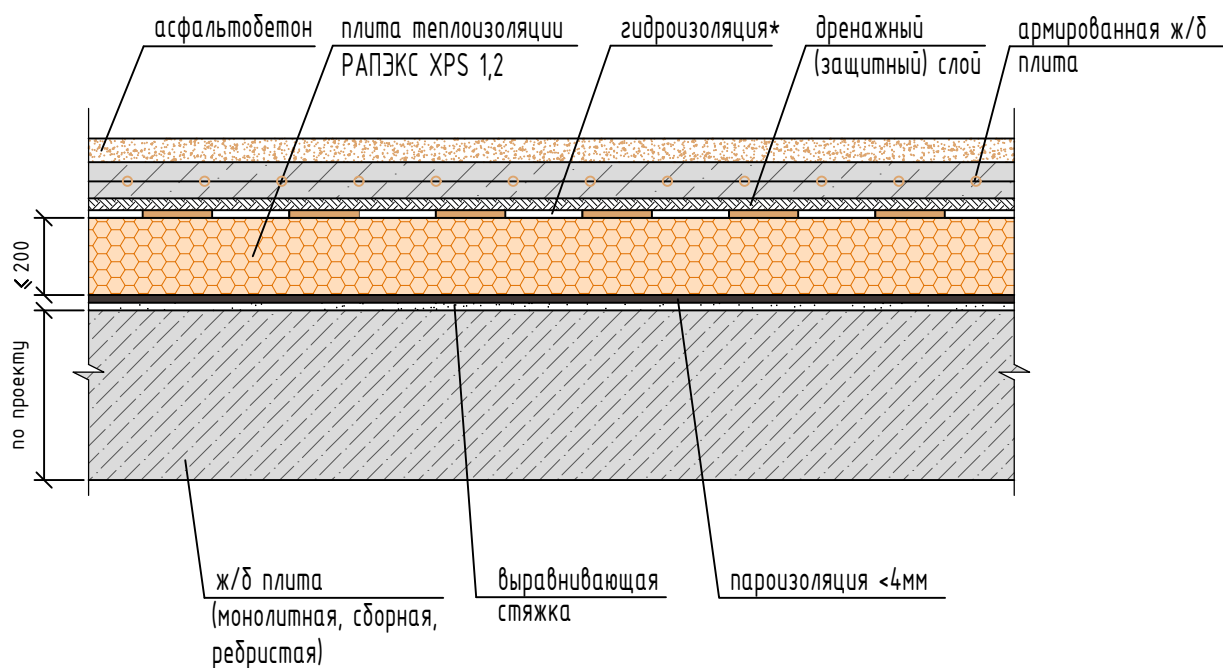 асфальтобетон
плита теплоизоляции
РАПЭКС XPS 1,2
гидроизоляция*
дренажный
(защитный) слой
армированная ж/б
плита
⩽ 200
по проекту
ж/б плита
(монолитная, сборная,
ребристая)
выравнивающая
стяжка
пароизоляция <4мм